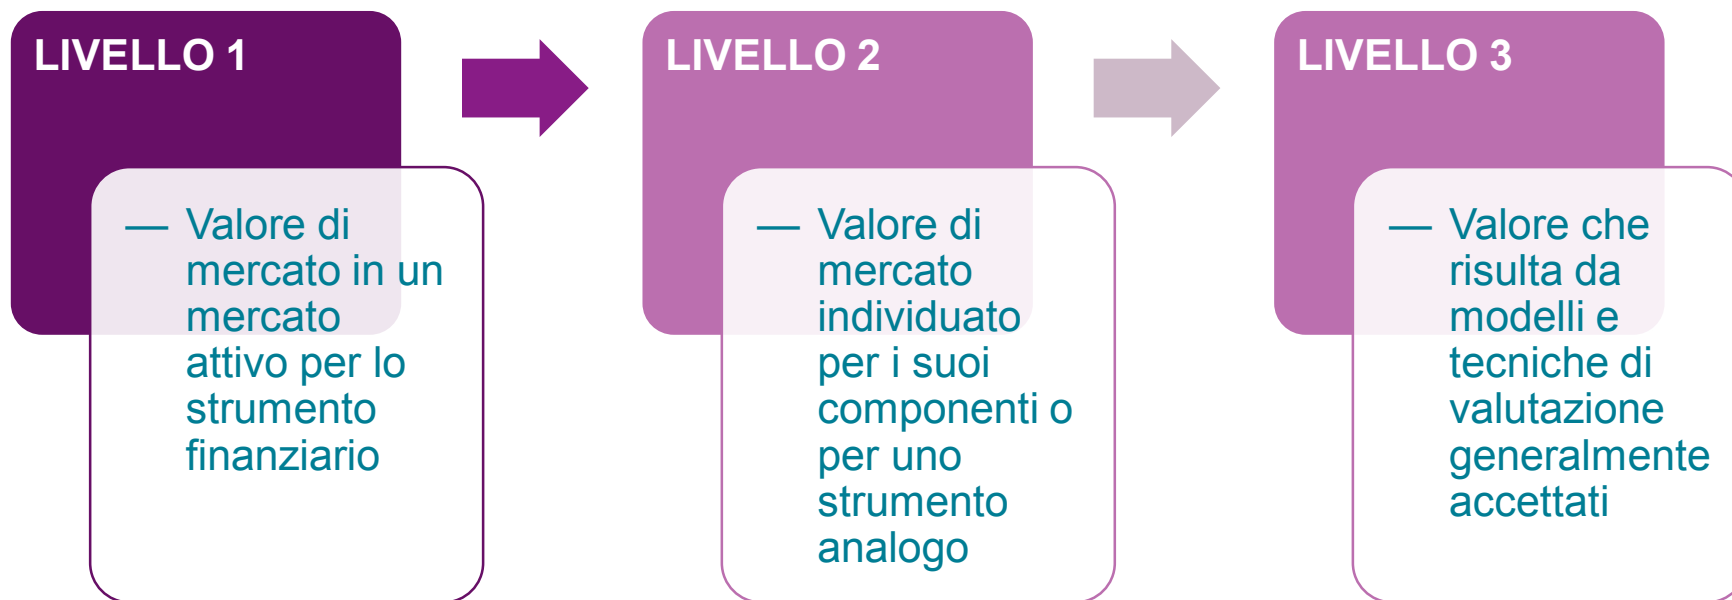 LIVELLO 1
— Valore di
mercato in un
mercato
attivo per lo
strumento
finanziario
LIVELLO 2
— Valore di
mercato
individuato
per i suoi
componenti o
per uno
strumento
analogo
LIVELLO 3
— Valore che
risulta da
modelli e
tecniche di
valutazione
generalmente
accettati